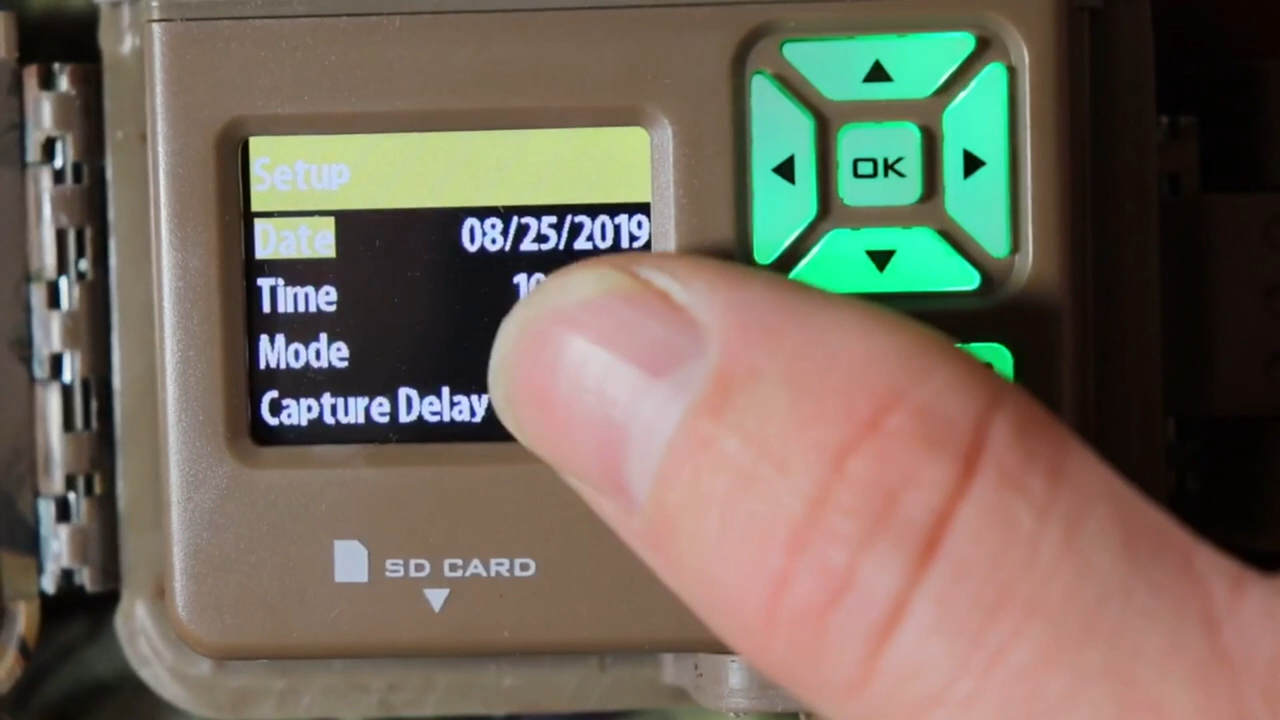 Setup
Date 08/25/2019
Time
Mode
Capture Delay
OK
SD CARD